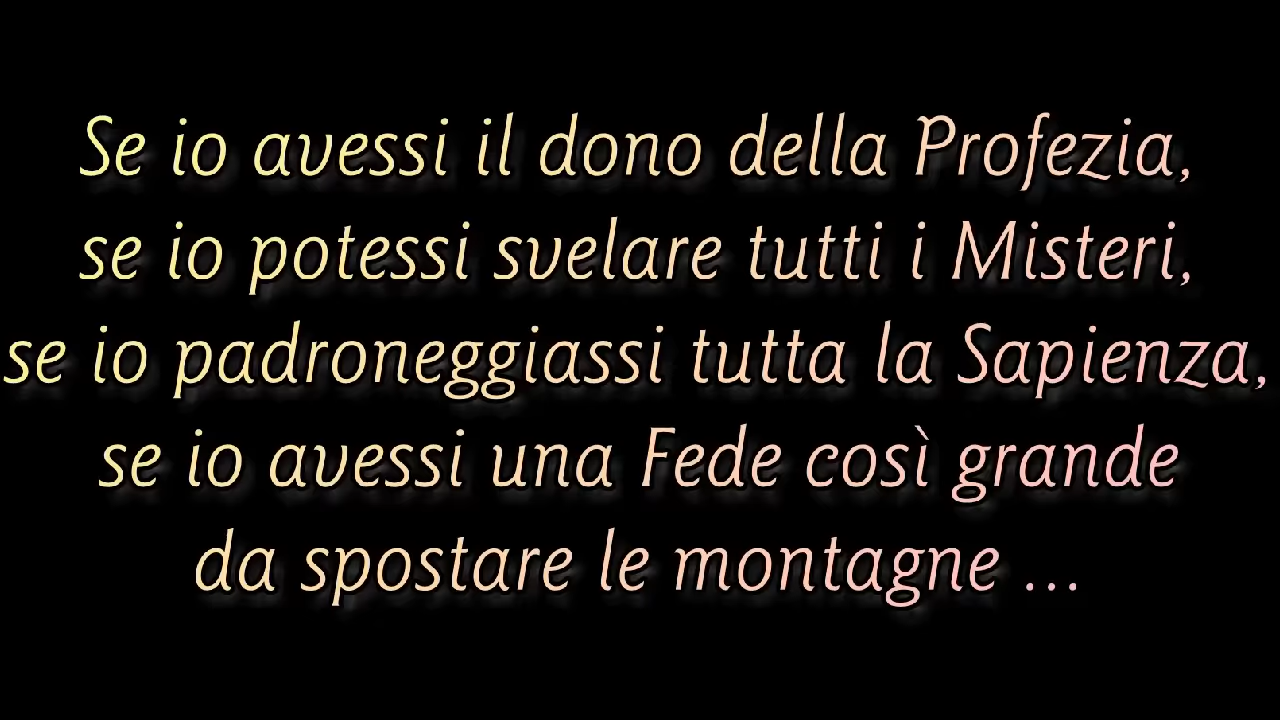 Se io avessi il dono della Profezia,
se io potessi svelare tutti i Misteri,
se io padroneggiassi tutta la Sapienza,
se io avessi una Fede così grande
da spostare le montagne ...